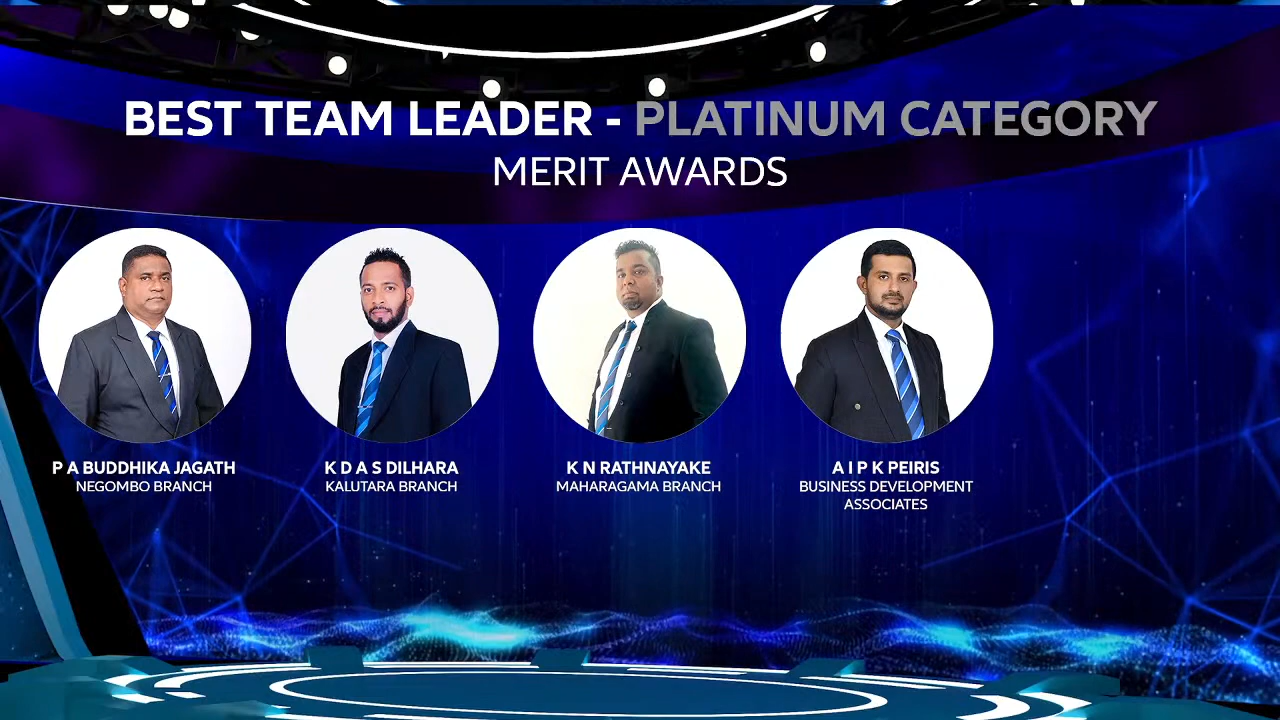 BEST TEAM LEADER - PLATINUM CATEGORY
MERIT AWARDS
P A BUDDHIKA JAGATH
NEGOMBO BRANCH
K D A S DILHARA
KALUTARA BRANCH
K N RATHNAYAKE
MAHARAGAMA BRANCH
A I P K PEIRIS
BUSINESS DEVELOPMENT
ASSOCIATES